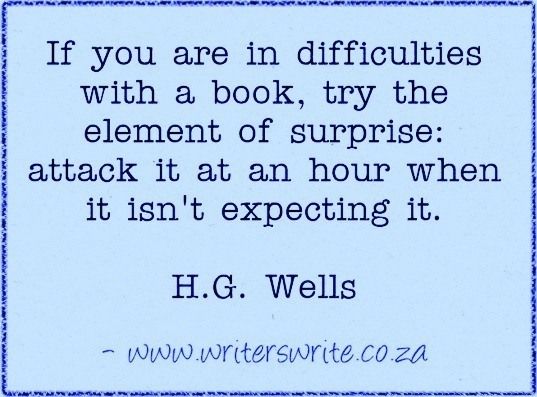 If you are in difficulties
with a book, try the
element of surprise:
attack it at an hour when
it isn't expecting it.
H.G. Wells
- www.writerswrite.co.za